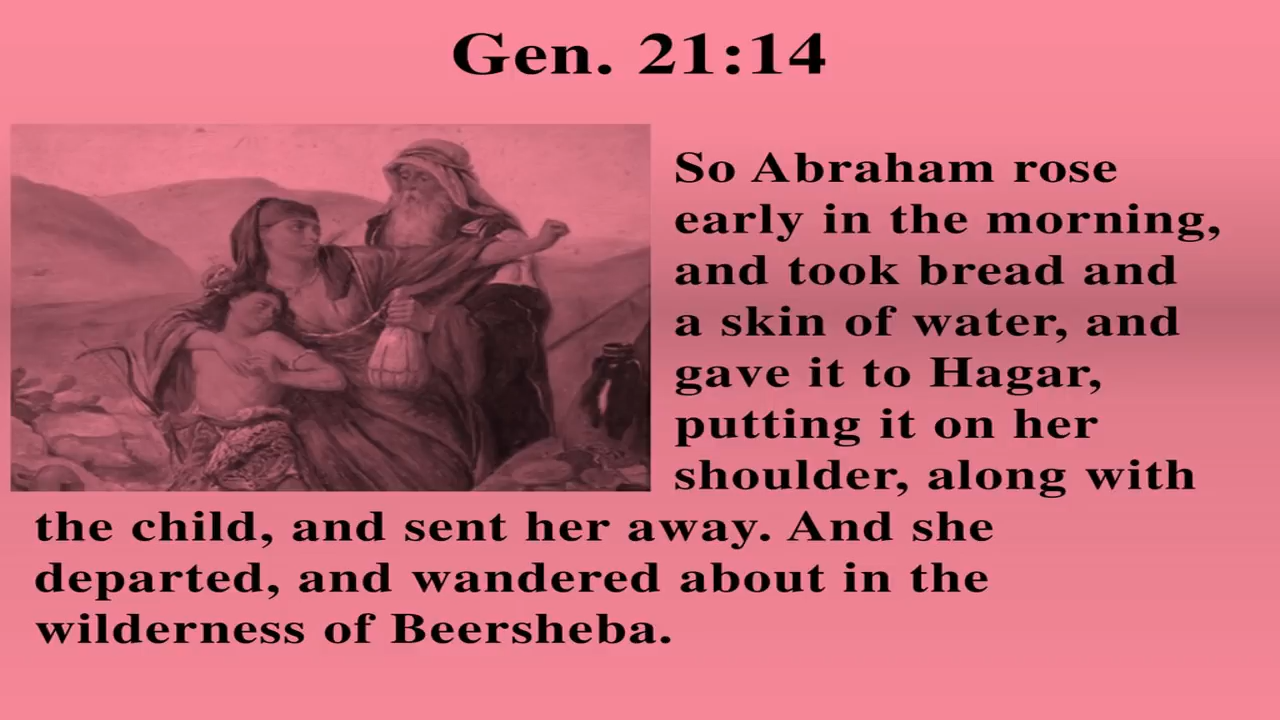 Gen. 21:14
So Abraham rose
early in the morning,
and took bread and
a skin of water, and
gave it to Hagar,
putting it on her
shoulder, along with
the child, and sent her away. And she
departed, and wandered about in the
wilderness of Beersheba.